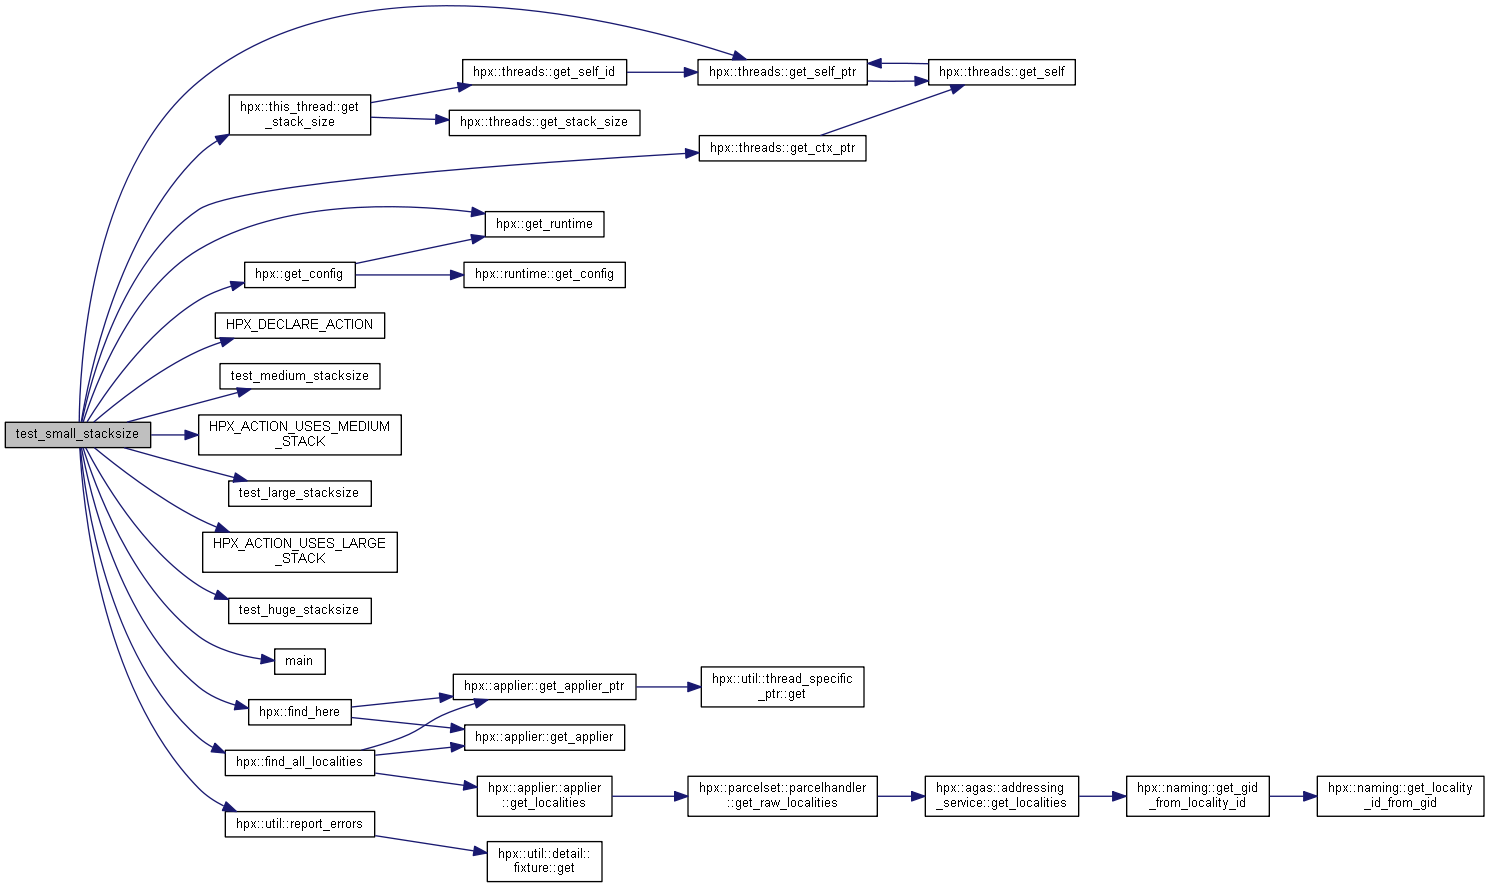 hpx::threads::get_self_id
hpx::threads::get_self_ptr
hpx::threads::get_self
hpx::this_thread::get
_stack_size
hpx::threads::get_stack_size
hpx::threads::get_ctx_ptr
hpx::get_runtime
hpx::get_config
hpx::runtime::get_config
HPX_DECLARE_ACTION
test_medium_stacksize
test_small_stacksize
HPX_ACTION_USES_MEDIUM
_STACK
test_large_stacksize
HPX_ACTION_USES_LARGE
_STACK
test_huge_stacksize
main
hpx::applier::get_applier_ptr
hpx::util::thread_specific
_ptr::get
hpx::find_here
hpx::applier::get_applier
hpx::find_all_localities
hpx::applier::applier
::get_localities
hpx::parcelset::parcelhandler
::get_raw_localities
hpx::agas::addressing
_service::get_localities
hpx::naming::get_gid
_from_locality_id
hpx::naming::get_locality
_id_from_gid
hpx::util::report_errors
hpx::util::detail::
fixture::get